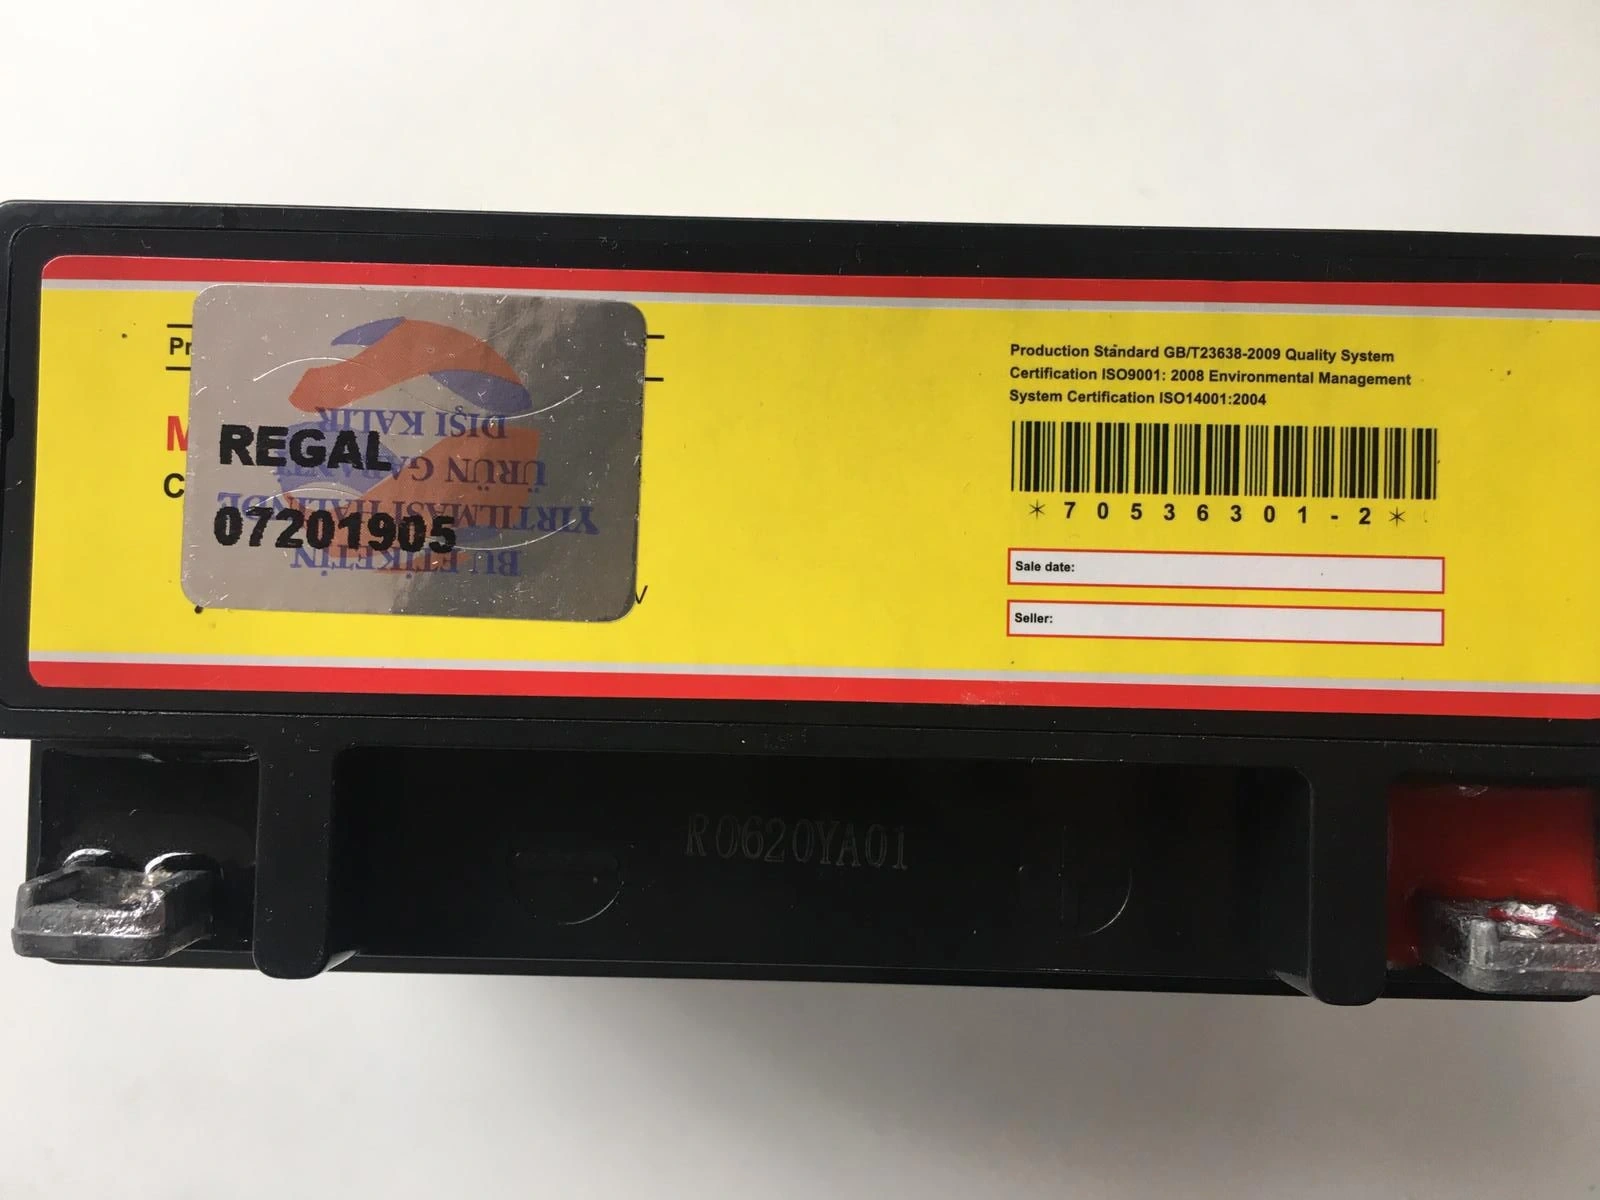 Pr
M
C
REGAL
07201905
BU ETİKETİN
YIRTILMASI HALİNDE
ÜRÜN GARANTİ
DIŞI KALIR
V
Production Standard GB/T23638-2009 Quality System
Certification ISO9001: 2008 Environmental Management
System Certification ISO14001:2004
*70536301-2*
Sale date:
Seller:
R0620YA01